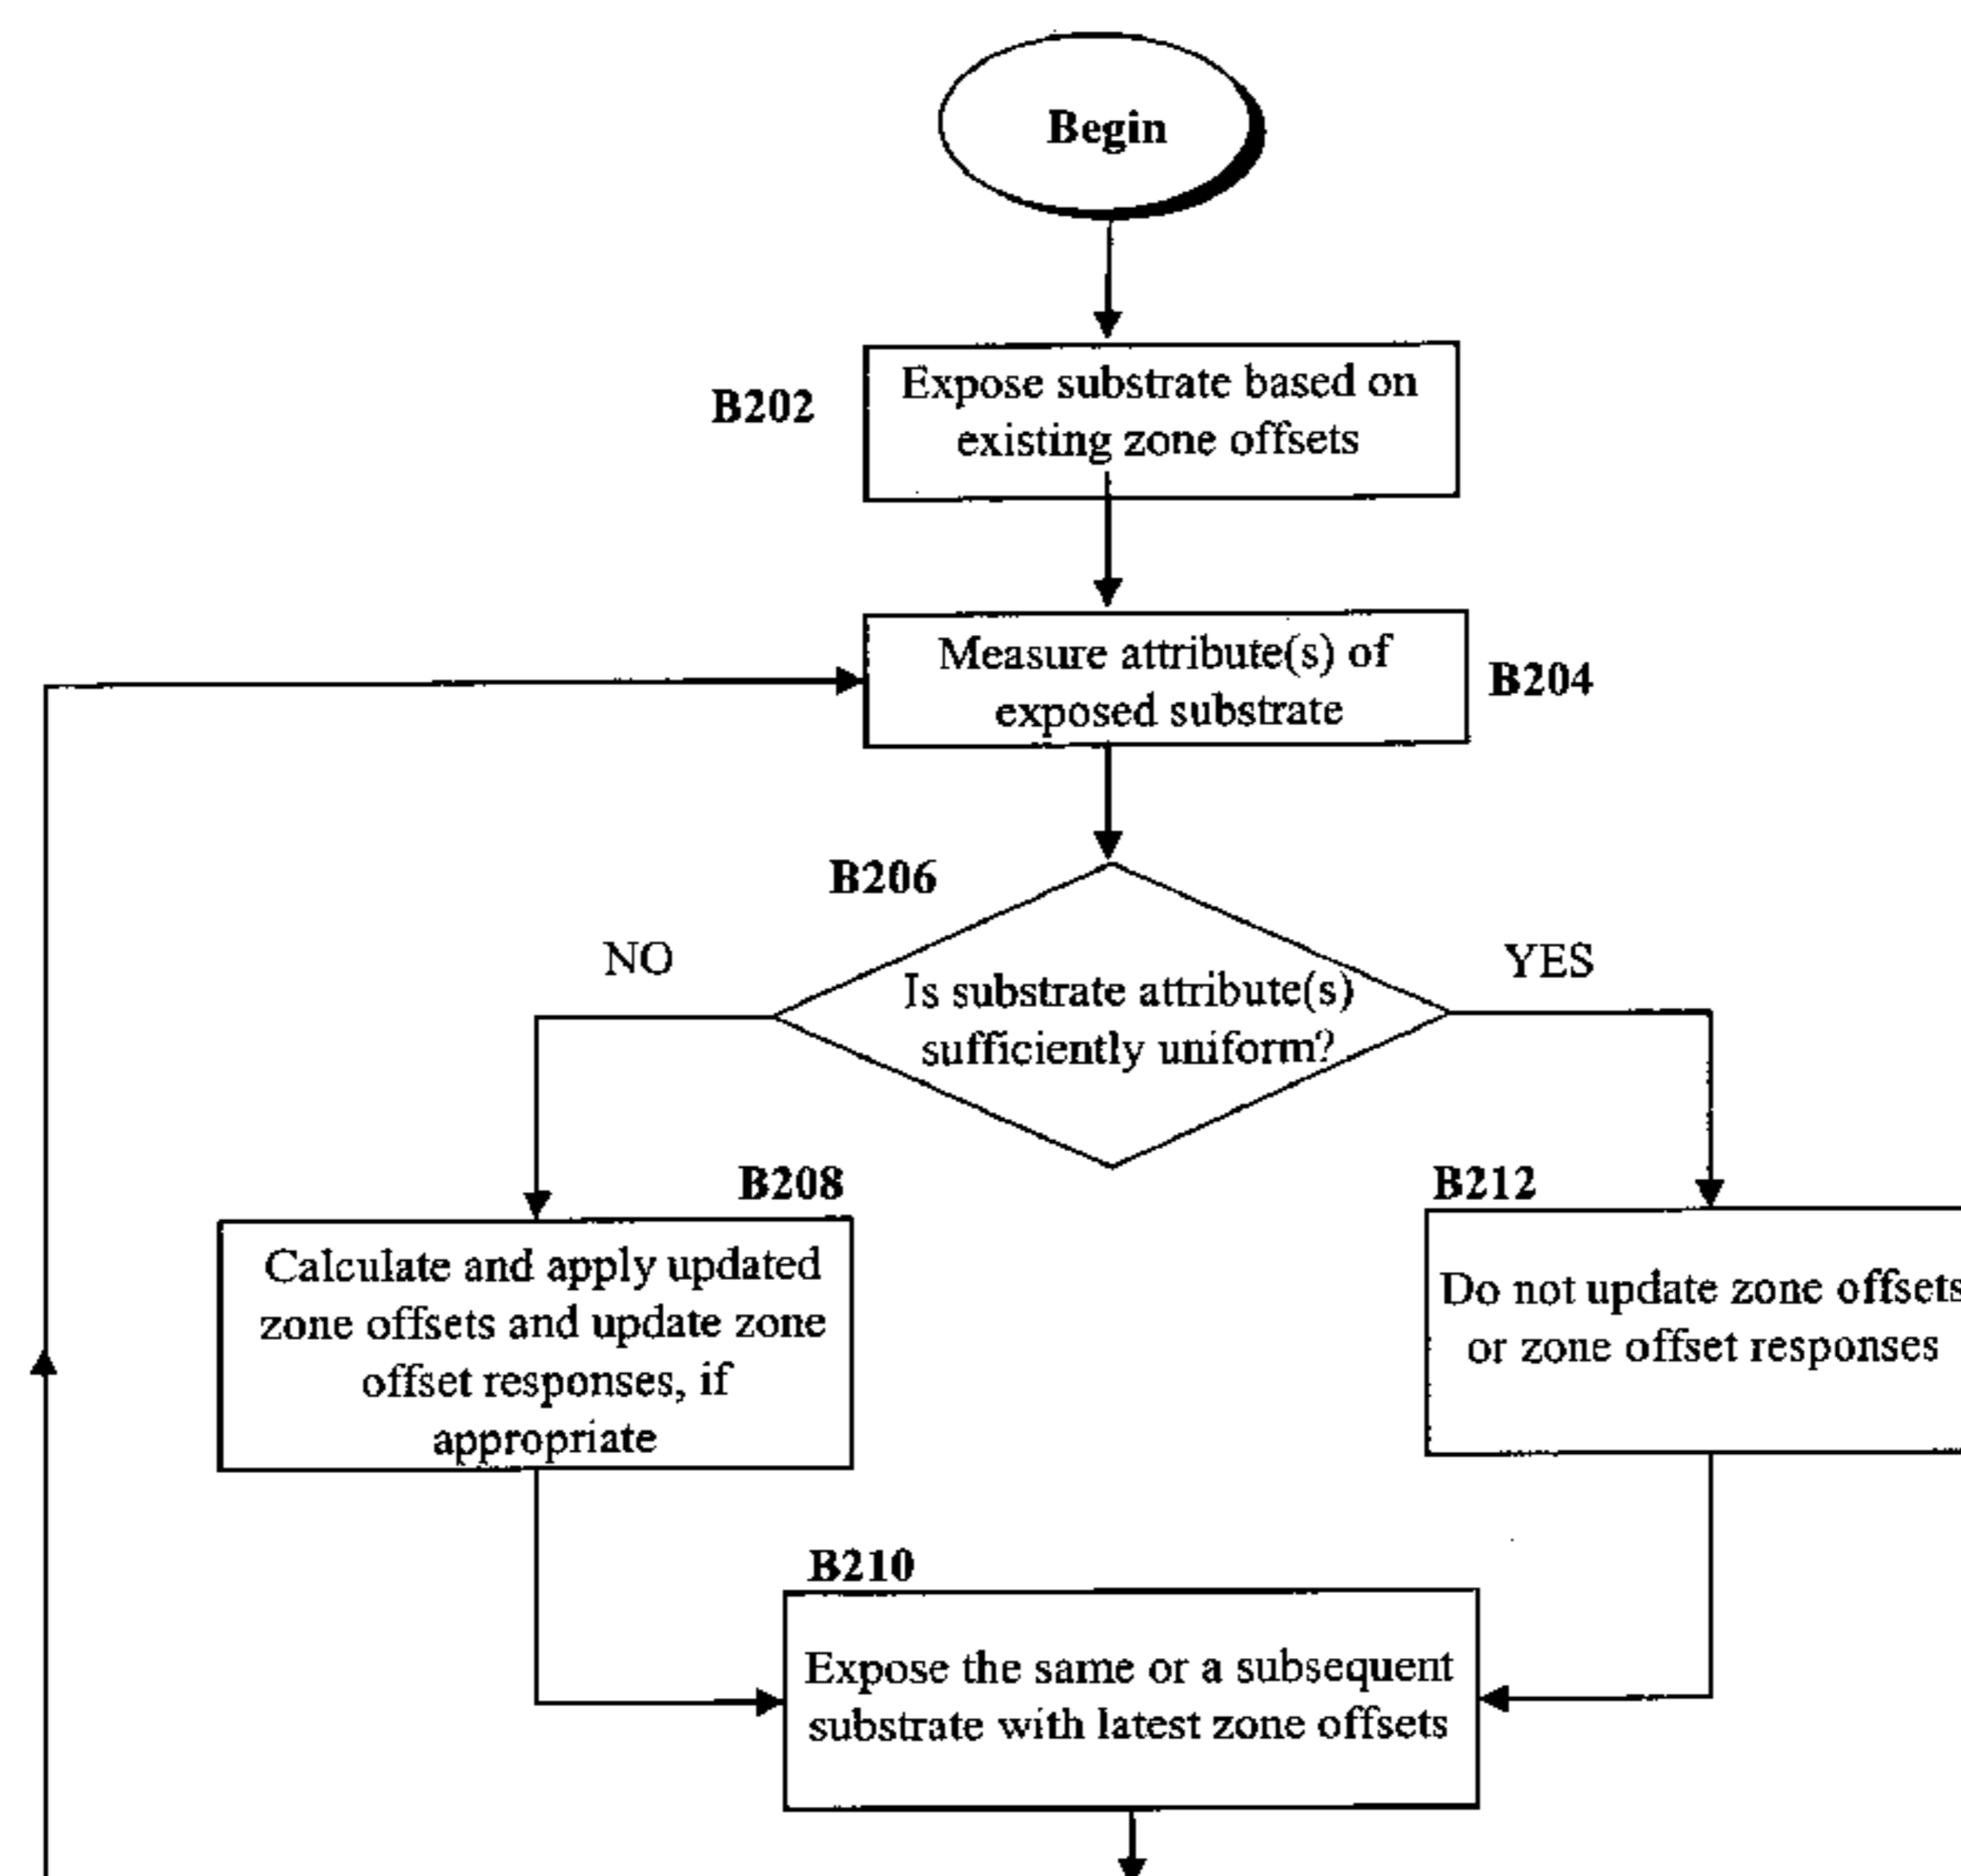 Begin
B202
Expose substrate based on
existing zone offsets
Measure attribute(s) of
exposed substrate
B204
B206
NO
YES
Is substrate attribute(s)
sufficiently uniform?
B208
Calculate and apply updated
zone offsets and update zone
offset responses, if
appropriate
B212
Do not update zone offsets
or zone offset responses
B210
Expose the same or a subsequent
substrate with latest zone offsets